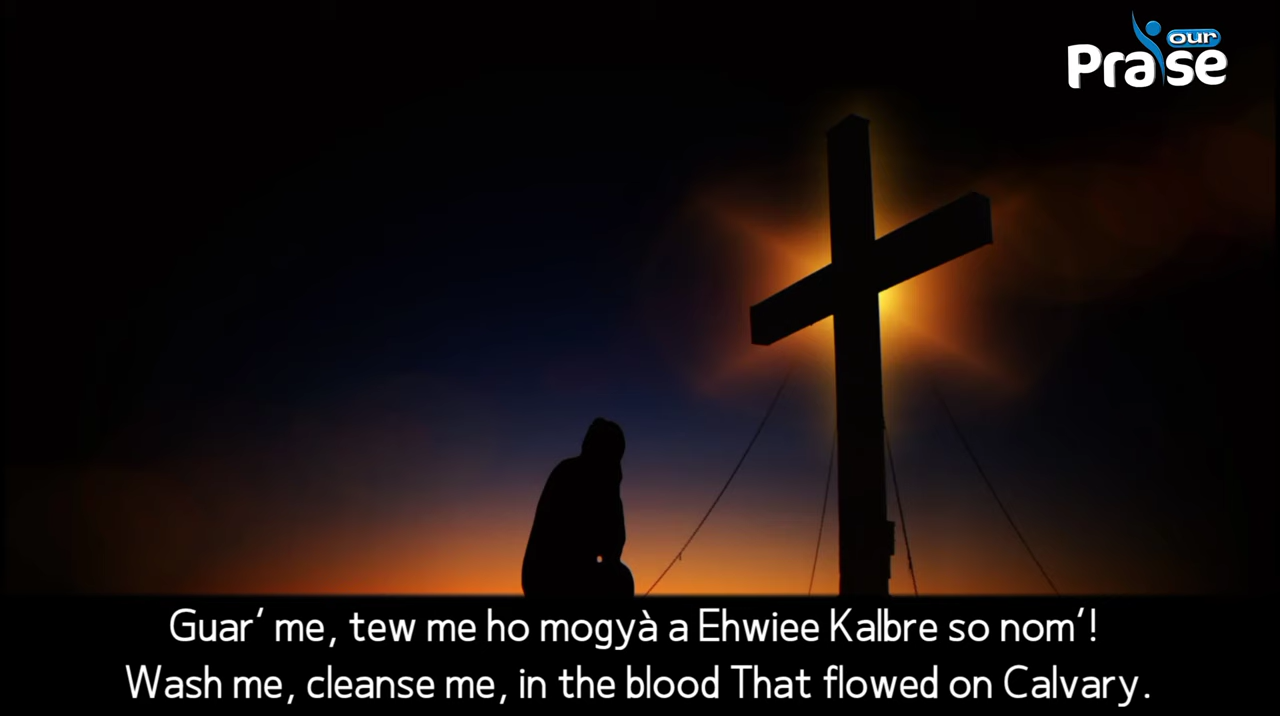 our
Praise
Guar' me, tew me ho mogyà a Ehwiee Kalbre so nom'!
Wash me, cleanse me, in the blood That flowed on Calvary.